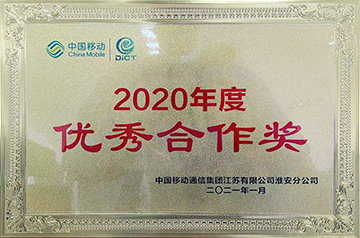 中国移动
China Mobile
DICT
2020年度
优秀合作奖
中国移动通信集团江苏有限公司淮安分公司
二〇二一年一月